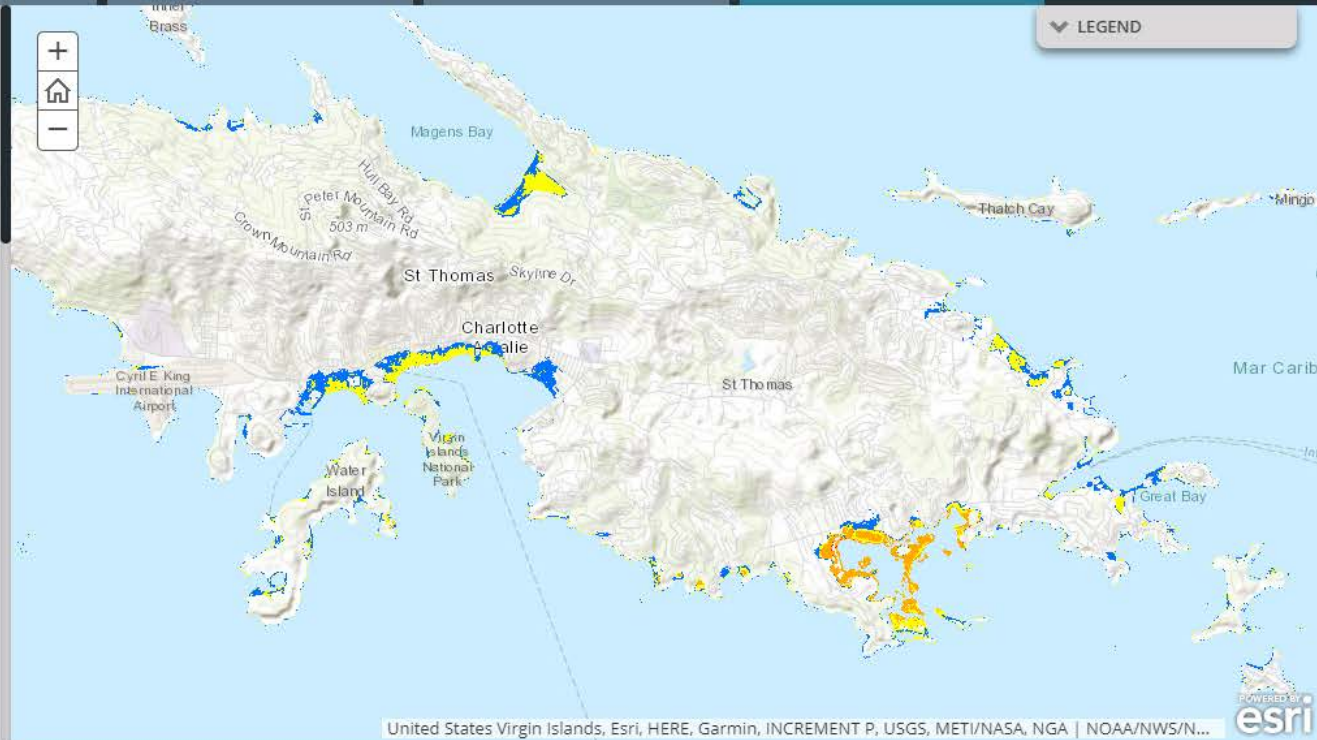 Inner
Brass
LEGEND
Magens Bay
Hull Bay Rd
Peter Mountain Rd
St
503 m
Crown Mountain Rd
Thatch Cay
Mingo
St Thomas
Skyline Dr
Charlotte
Amalie
Mar Carib
Cyril E King
International
Airport
St Thomas
Virgin
Islands
National
Park
Water
Island
Great Bay
POWERED BY
esri
United States Virgin Islands, Esri, HERE, Garmin, INCREMENT P, USGS, METI/NASA, NGA | NOAA/NWS/N...